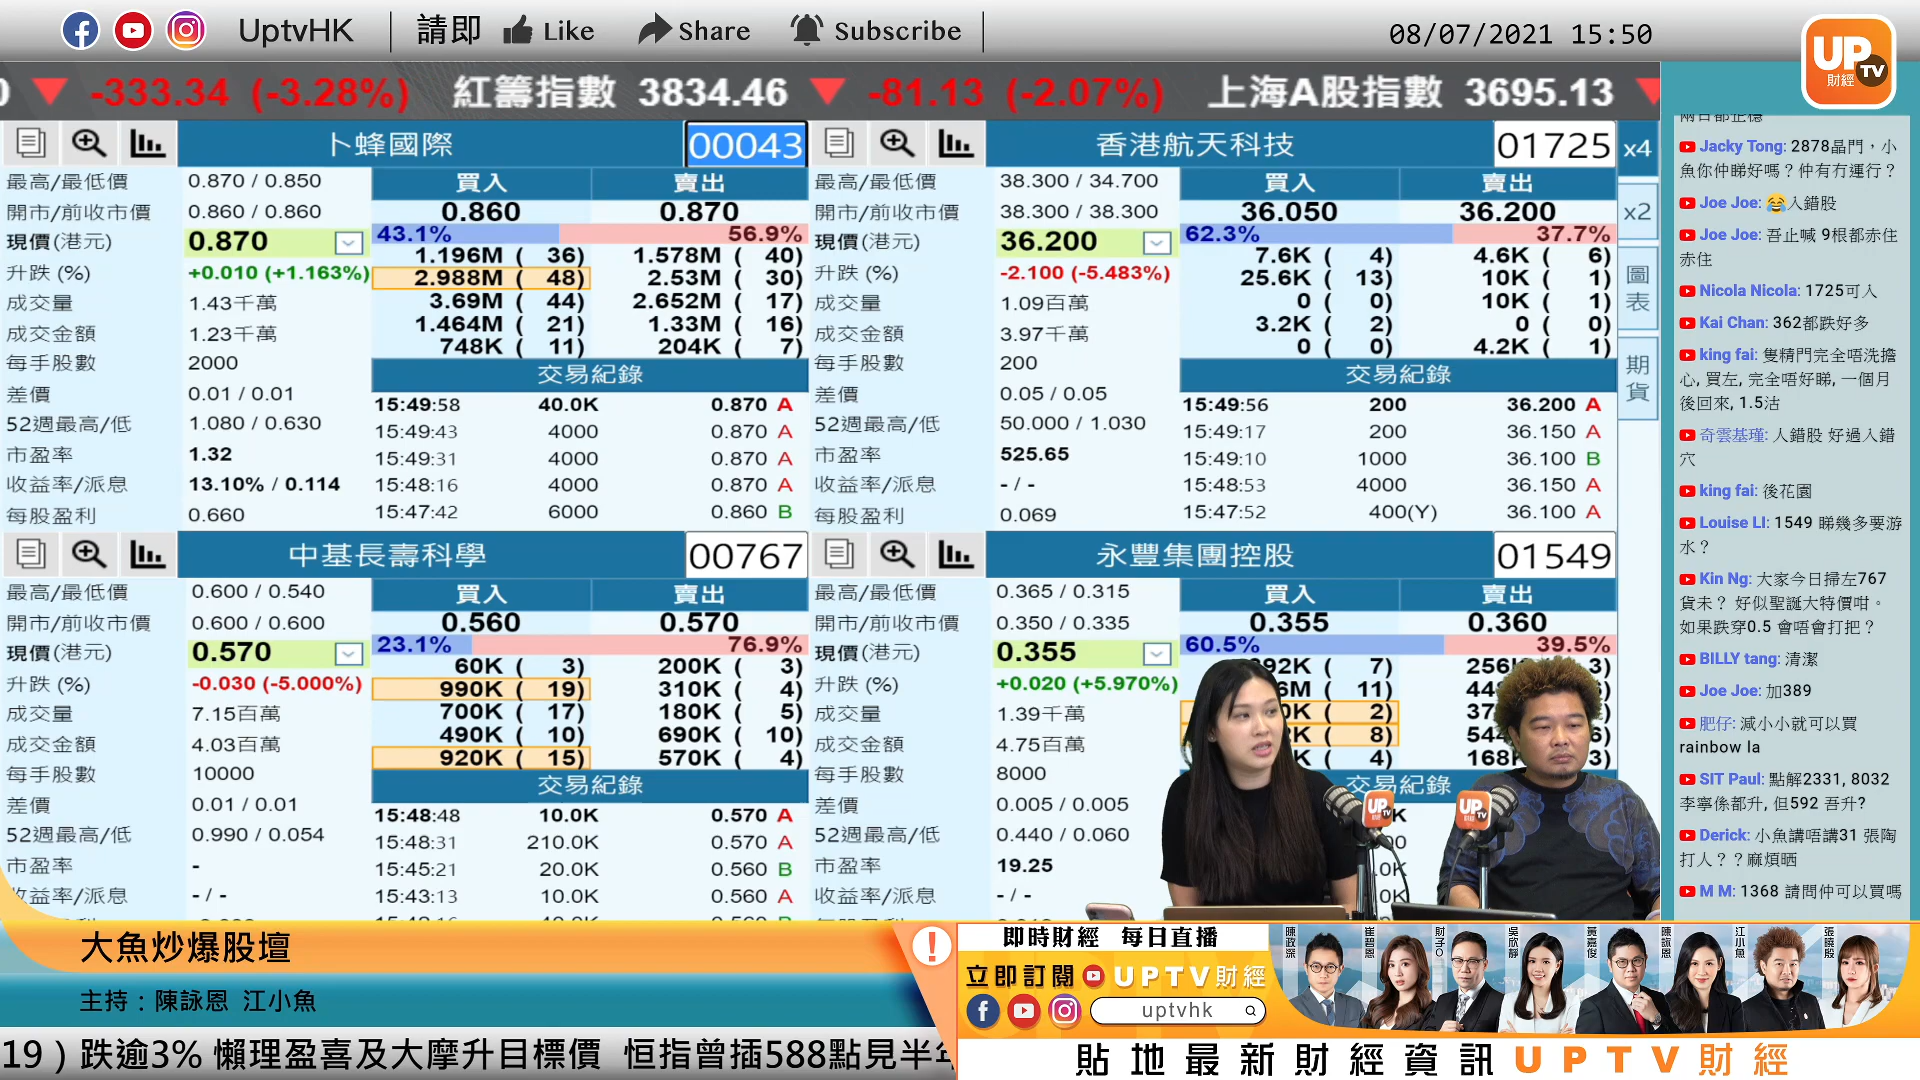 UptvHK
請即
Like
Share
Subscribe
08/07/2021 15:50
UP TV 財經
-333.34 (-3.28%)
紅籌指數 3834.46
-81.13 (-2.07%)
上海A股指數 3695.13
卜蜂國際
00043
最高/最低價 0.870 / 0.850
開市/前收市價 0.860 / 0.860
現價(港元) 0.870
升跌 (%) +0.010 (+1.163%)
成交量 1.43千萬
成交金額 1.23千萬
每手股數 2000
差價 0.01 / 0.01
52週最高/低 1.080 / 0.630
市盈率 1.32
收益率/派息 13.10% / 0.114
每股盈利 0.660
買入 賣出
0.860 0.870
43.1% 56.9%
1.196M ( 36) 1.578M ( 40)
2.988M ( 48) 2.53M ( 30)
3.69M ( 44) 2.652M ( 17)
1.464M ( 21) 1.33M ( 16)
748K ( 11) 204K ( 7)
交易紀錄
15:49:58 40.0K 0.870 A
15:49:43 4000 0.870 A
15:49:31 4000 0.870 A
15:48:16 4000 0.870 A
15:47:42 6000 0.860 B
香港航天科技
01725
最高/最低價 38.300 / 34.700
開市/前收市價 38.300 / 38.300
現價(港元) 36.200
升跌 (%) -2.100 (-5.483%)
成交量 1.09百萬
成交金額 3.97千萬
每手股數 200
差價 0.05 / 0.05
52週最高/低 50.000 / 1.030
市盈率 525.65
收益率/派息 - / -
每股盈利 0.069
買入 賣出
36.050 36.200
62.3% 37.7%
7.6K ( 4) 4.6K ( 6)
25.6K ( 13) 10K ( 1)
0 ( 0) 10K ( 1)
3.2K ( 2) 0 ( 0)
0 ( 0) 4.2K ( 1)
交易紀錄
15:49:56 200 36.200 A
15:49:17 200 36.150 A
15:49:10 1000 36.100 B
15:48:53 4000 36.150 A
15:47:52 400(Y) 36.100 A
x4
x2
圖表
期貨
中基長壽科學
00767
最高/最低價 0.600 / 0.540
開市/前收市價 0.600 / 0.600
現價(港元) 0.570
升跌 (%) -0.030 (-5.000%)
成交量 7.15百萬
成交金額 4.03百萬
每手股數 10000
差價 0.01 / 0.01
52週最高/低 0.990 / 0.054
市盈率 -
收益率/派息 - / -
買入 賣出
0.560 0.570
23.1% 76.9%
60K ( 3) 200K ( 3)
990K ( 19) 310K ( 4)
700K ( 17) 180K ( 5)
490K ( 10) 690K ( 10)
920K ( 15) 570K ( 4)
交易紀錄
15:48:48 10.0K 0.570 A
15:48:31 210.0K 0.570 A
15:45:21 20.0K 0.560 B
15:43:13 10.0K 0.560 A
永豐集團控股
01549
最高/最低價 0.365 / 0.315
開市/前收市價 0.350 / 0.335
現價(港元) 0.355
升跌 (%) +0.020 (+5.970%)
成交量 1.39千萬
成交金額 4.75百萬
每手股數 8000
差價 0.005 / 0.005
52週最高/低 0.440 / 0.060
市盈率 19.25
收益率/派息 - / -
買入 賣出
0.355 0.360
60.5% 39.5%
( 7)
( 11)
( 2)
( 8)
( 4)
交易紀錄
兩日都企穩
Jacky Tong: 2878晶門，小
魚你仲睇好嗎？仲有冇運行？
Joe Joe: 😂入錯股
Joe Joe: 吾止喊 9根都赤住
赤住
Nicola Nicola: 1725可入
Kai Chan: 362都跌好多
king fai: 隻精門完全唔洗擔
心, 買左, 完全唔好睇, 一個月
後回來, 1.5沽
奇雲基瑾: 人錯股 好過入錯
穴
king fai: 後花園
Louise LI: 1549 睇幾多要游
水？
Kin Ng: 大家今日掃左767
貨未？ 好似聖誕大特價咁。
如果跌穿0.5 會唔會打把？
BILLY tang: 清潔
Joe Joe: 加389
肥仔: 減小小就可以買
rainbow la
SIT Paul: 點解2331, 8032
李寧係都升, 但592 吾升?
Derick: 小魚講唔講31 張陶
打人？？麻煩晒
M M: 1368 請問仲可以買嗎
大魚炒爆股壇
主持：陳詠恩 江小魚
即時財經 每日直播
立即訂閱 UPTV財經
uptvhk
陳政深 崔碧恩 財子O 吳欣靜 黃嘉俊 陳詠恩 江小魚 張曉殷
19）跌逾3% 懶理盈喜及大摩升目標價 恒指曾插588點見半年
貼地最新財經資訊UPTV財經